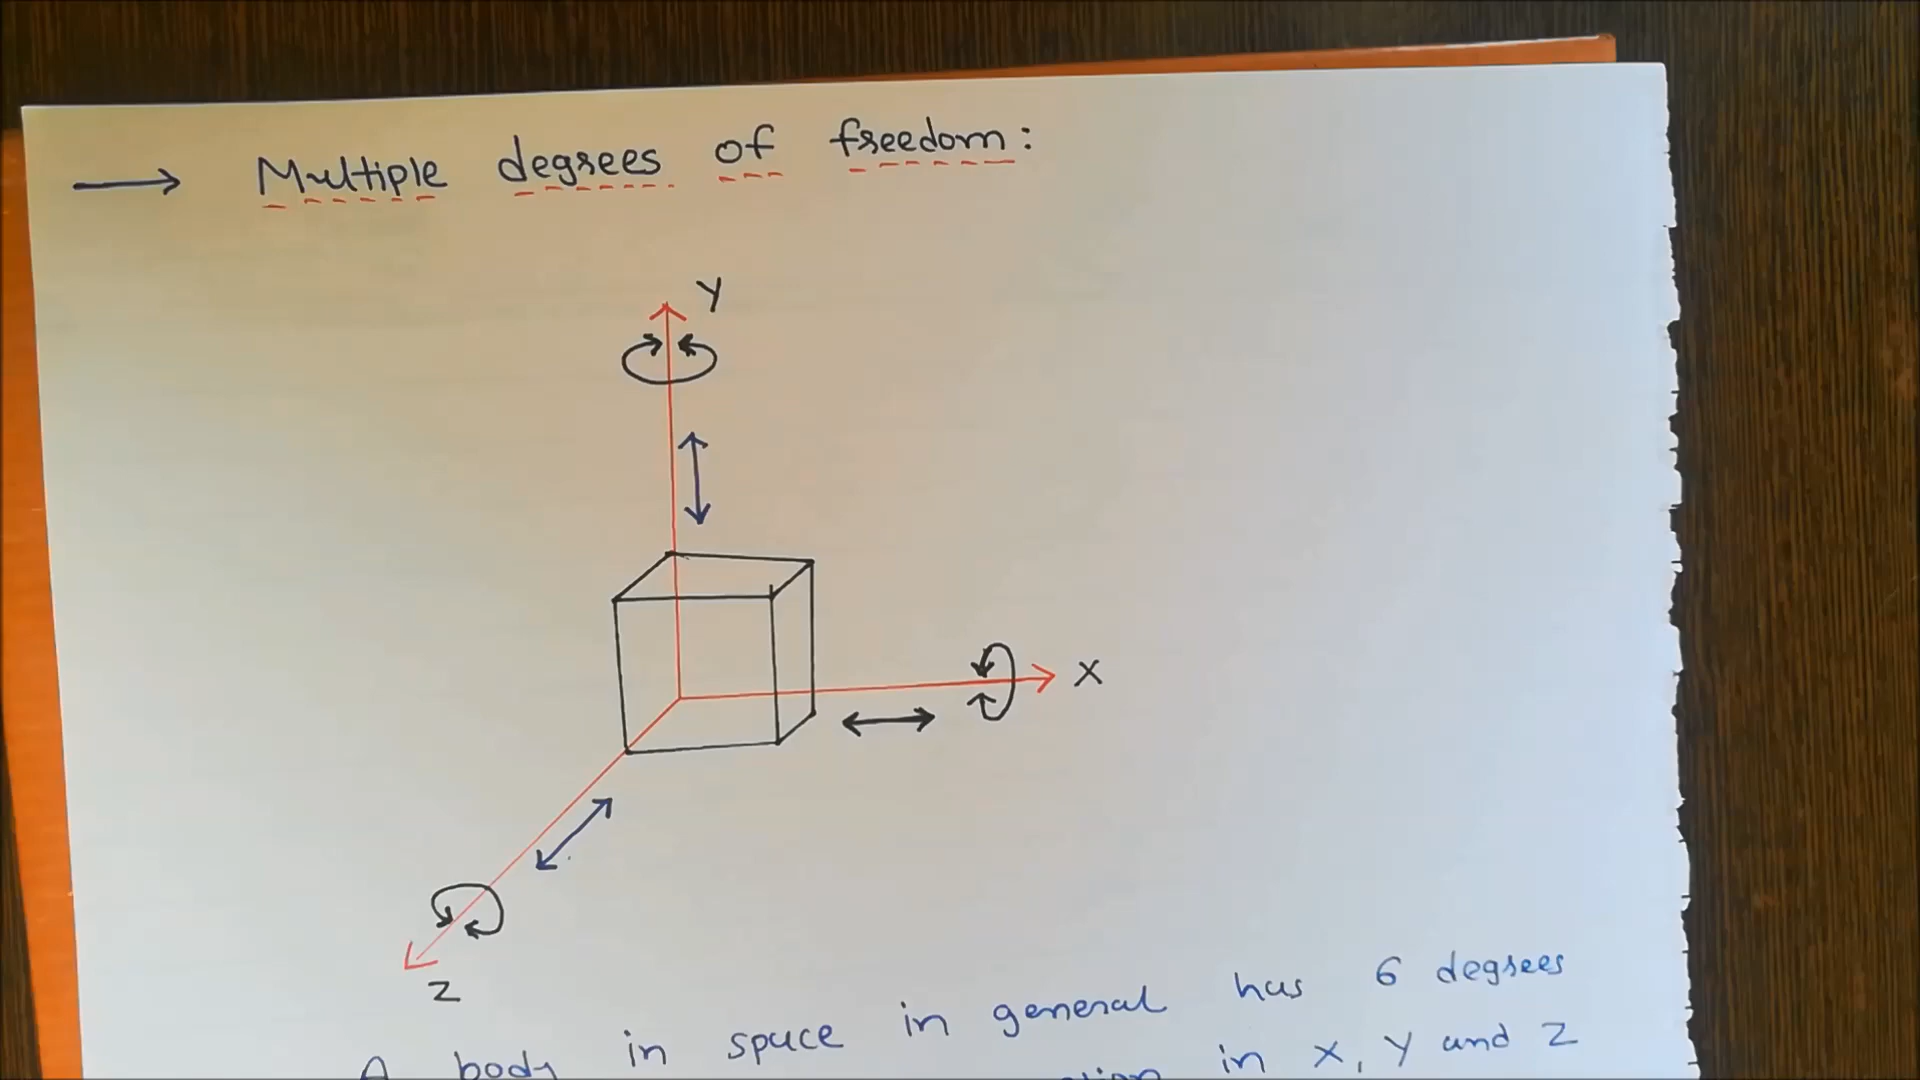 → Multiple degrees of freedom:
Y
X
Z
A body in space in general has 6 degrees
in X, Y and Z